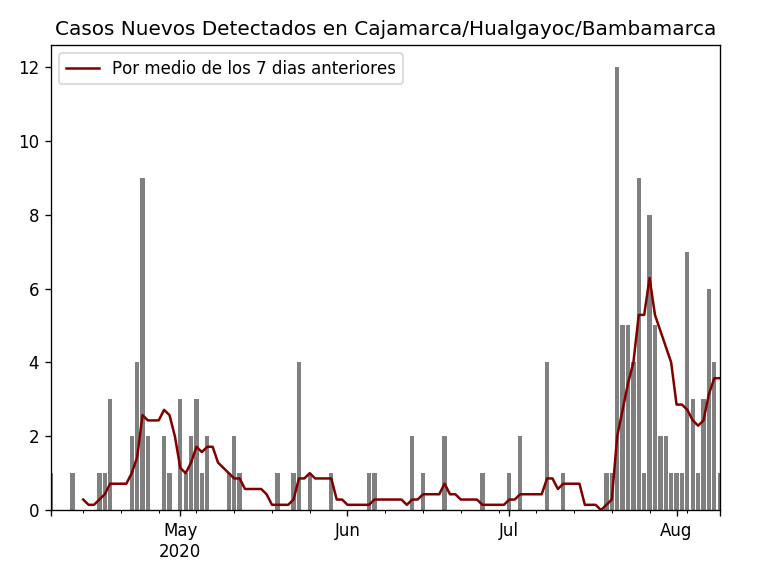 Casos Nuevos Detectados en Cajamarca/Hualgayoc/Bambamarca
Por medio de los 7 dias anteriores
12
10
8
6
4
2
0
May
2020
Jun
Jul
Aug